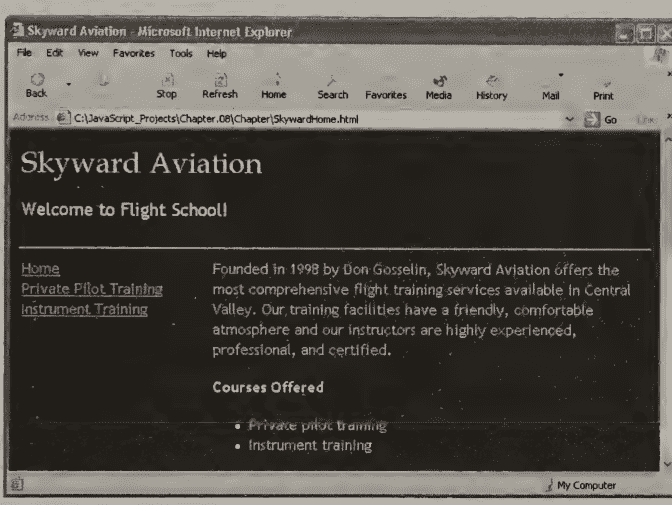 Skyward Aviation - Microsoft Internet Explorer
File Edit View Favorites Tools Help
Back Stop Refresh Home Search Favorites Media History Mail Print
Address C:\JavaScript_Projects\Chapter.08\Chapter\SkywardHome.html Go Links
Skyward Aviation
Welcome to Flight School!
Home
Private Pilot Training
Instrument Training
Founded in 1998 by Don Gosselin, Skyward Aviation offers the
most comprehensive flight training services available in Central
Valley. Our training facilities have a friendly, comfortable
atmosphere and our instructors are highly experienced,
professional, and certified.
Courses Offered
• Private pilot training
• Instrument training
My Computer